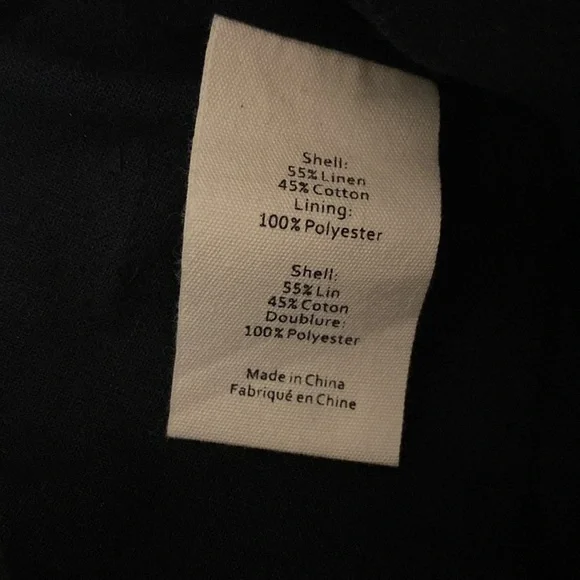 Shell:
55% Linen
45% Cotton
Lining:
100% Polyester
Shell:
55% Lin
45% Coton
Doublure:
100% Polyester
Made in China
Fabriqué en Chine